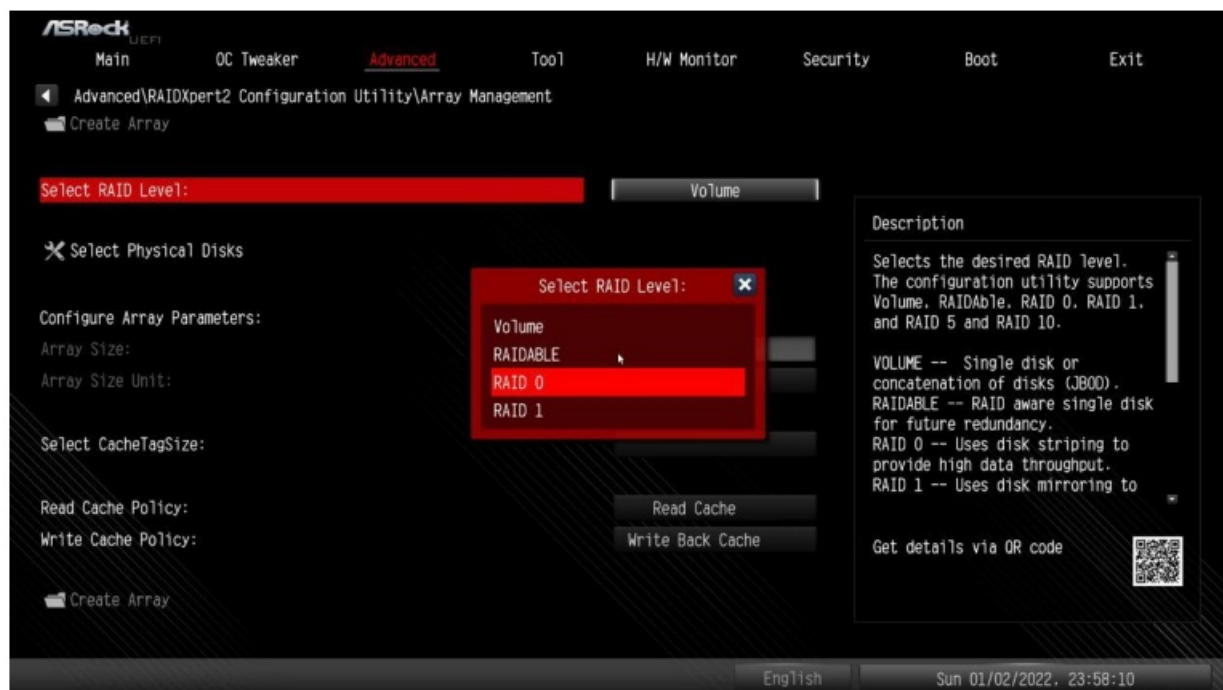 ASRock
UEFI
Main OC Tweaker Advanced Tool H/W Monitor Security Boot Exit
Advanced\RAIDXpert2 Configuration Utility\Array Management
Create Array
Select RAID Level: Volume
Select Physical Disks
Configure Array Parameters:
Array Size:
Array Size Unit:
Select CacheTagSize:
Read Cache Policy: Read Cache
Write Cache Policy: Write Back Cache
Create Array
Select RAID Level:
Volume
RAIDABLE
RAID 0
RAID 1
Description
Selects the desired RAID level.
The configuration utility supports
Volume, RAIDAble, RAID 0, RAID 1,
and RAID 5 and RAID 10.
VOLUME -- Single disk or
concatenation of disks (JBOD).
RAIDABLE -- RAID aware single disk
for future redundancy.
RAID 0 -- Uses disk striping to
provide high data throughput.
RAID 1 -- Uses disk mirroring to
Get details via QR code
English Sun 01/02/2022, 23:58:10